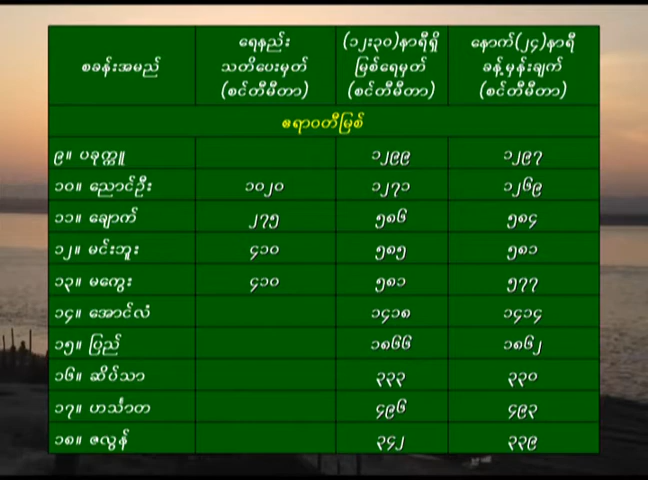 စခန်းအမည်
ရေနည်း
သတိပေးမှတ်
(စင်တီမီတာ)
(၁၂း၃၀)နာရီရှိ
မြစ်ရေမှတ်
(စင်တီမီတာ)
နောက်(၂၄)နာရီ
ခန့်မှန်းချက်
(စင်တီမီတာ)
ဧရာဝတီမြစ်
၉။ ပခုက္ကူ ၁၂၉၉ ၁၂၉၇
၁၀။ ညောင်ဦး ၁၀၂၀ ၁၂၇၁ ၁၂၆၉
၁၁။ ချောက် ၂၇၅ ၅၈၆ ၅၈၄
၁၂။ မင်းဘူး ၄၁၀ ၅၈၅ ၅၈၁
၁၃။ မကွေး ၄၁၀ ၅၈၁ ၅၇၇
၁၄။ အောင်လံ ၁၄၁၈ ၁၄၁၄
၁၅။ ပြည် ၁၈၆၆ ၁၈၆၂
၁၆။ ဆိပ်သာ ၃၃၃ ၃၃၀
၁၇။ ဟင်္သာတ ၄၉၆ ၄၉၃
၁၈။ ဇလွန် ၃၄၂ ၃၃၉